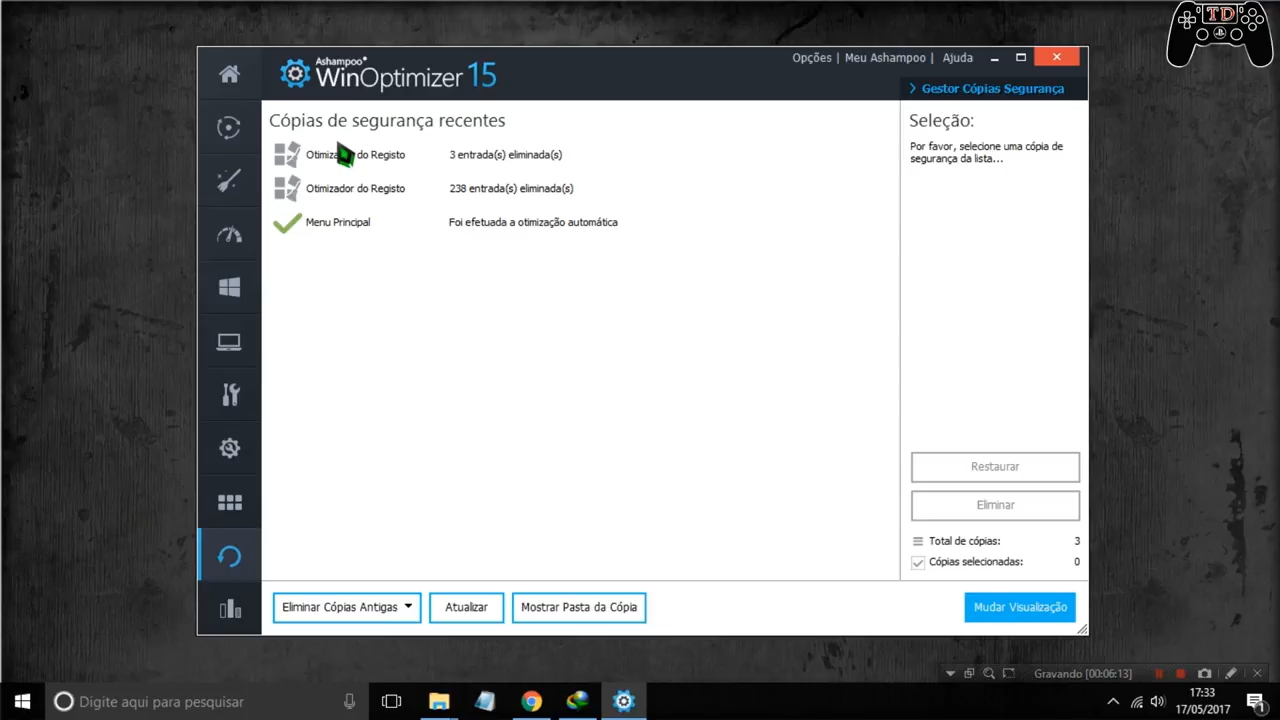 TD
Ashampoo®
WinOptimizer 15
Opções | Meu Ashampoo | Ajuda
Gestor Cópias Segurança
Cópias de segurança recentes
Otimiza do Registo 3 entrada(s) eliminada(s)
Otimizador do Registo 238 entrada(s) eliminada(s)
Menu Principal Foi efetuada a otimização automática
Seleção:
Por favor, selecione uma cópia de
segurança da lista...
Restaurar
Eliminar
Total de cópias: 3
Cópias selecionadas: 0
Eliminar Cópias Antigas
Atualizar
Mostrar Pasta da Cópia
Mudar Visualização
Gravando [00:06:13]
Digite aqui para pesquisar
17:33
17/05/2017
1